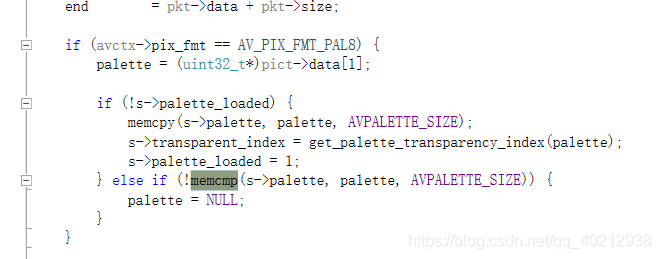 end        = pkt->data + pkt->size;
if (avctx->pix_fmt == AV_PIX_FMT_PAL8) {
palette = (uint32_t*)pict->data[1];
if (!s->palette_loaded) {
memcpy(s->palette, palette, AVPALETTE_SIZE);
s->transparent_index = get_palette_transparency_index(palette);
s->palette_loaded = 1;
} else if (!memcmp(s->palette, palette, AVPALETTE_SIZE)) {
palette = NULL;
}
}
https://blog.csdn.net/qq_40212938